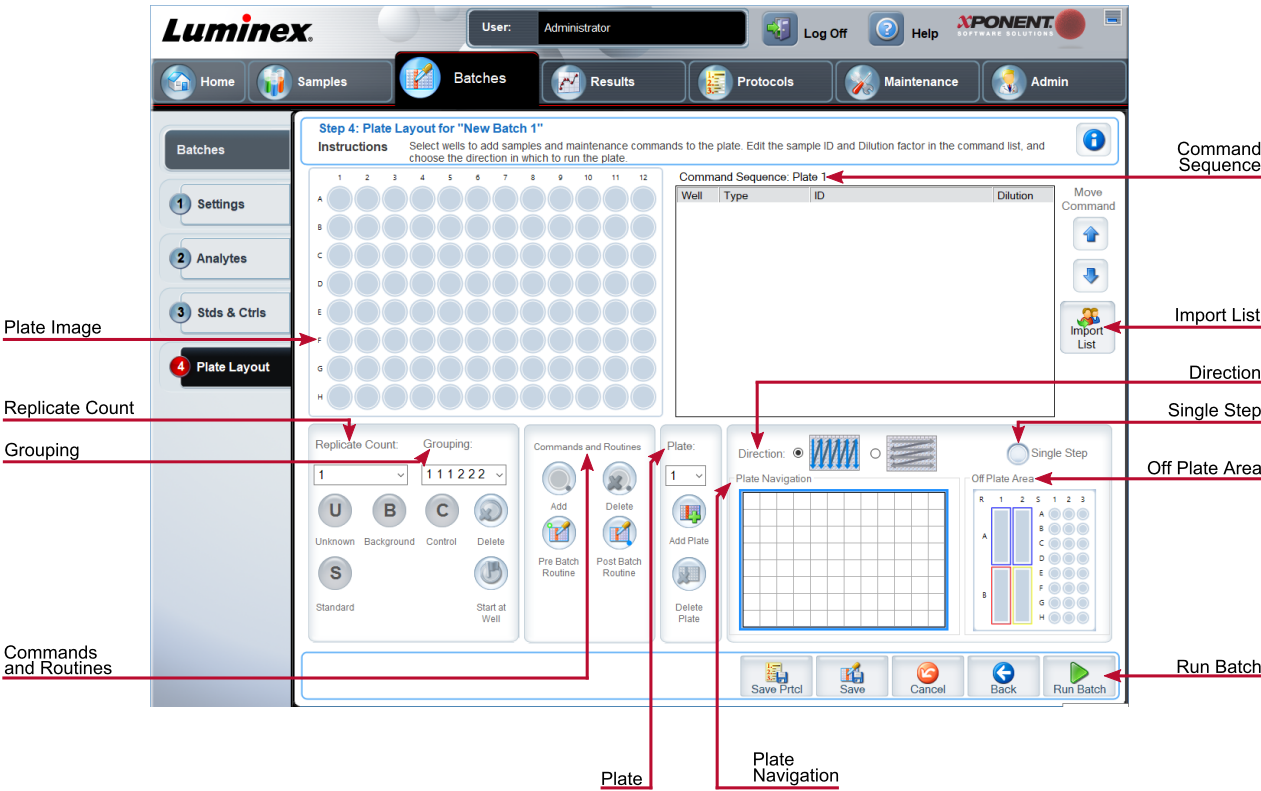 Luminex.
User:
Administrator
Log Off
Help
XPONENT.
SOFTWARE SOLUTIONS
Home
Samples
Batches
Results
Protocols
Maintenance
Admin
Batches
1 Settings
2 Analytes
3 Stds & Ctrls
4 Plate Layout
Step 4: Plate Layout for "New Batch 1"
Instructions
Select wells to add samples and maintenance commands to the plate. Edit the sample ID and Dilution factor in the command list, and
choose the direction in which to run the plate.
1 2 3 4 5 6 7 8 9 10 11 12
A
B
C
D
E
F
G
H
Command Sequence: Plate 1
Well Type ID Dilution
Move
Command
Import
List
Replicate Count:
Grouping:
1
1 1 1 2 2 2
U
B
C
Unknown
Background
Control
Delete
S
Standard
Start at
Well
Commands and Routines
Add
Delete
Pre Batch
Routine
Post Batch
Routine
Plate:
1
Add Plate
Delete
Plate
Direction:
Single Step
Plate Navigation
Off Plate Area
R 1 2 S 1 2 3
A
B
A
B
C
D
E
F
G
H
Save Prtcl
Save
Cancel
Back
Run Batch
Command
Sequence
Plate Image
Import List
Direction
Replicate Count
Single Step
Grouping
Off Plate Area
Commands
and Routines
Run Batch
Plate
Plate
Navigation